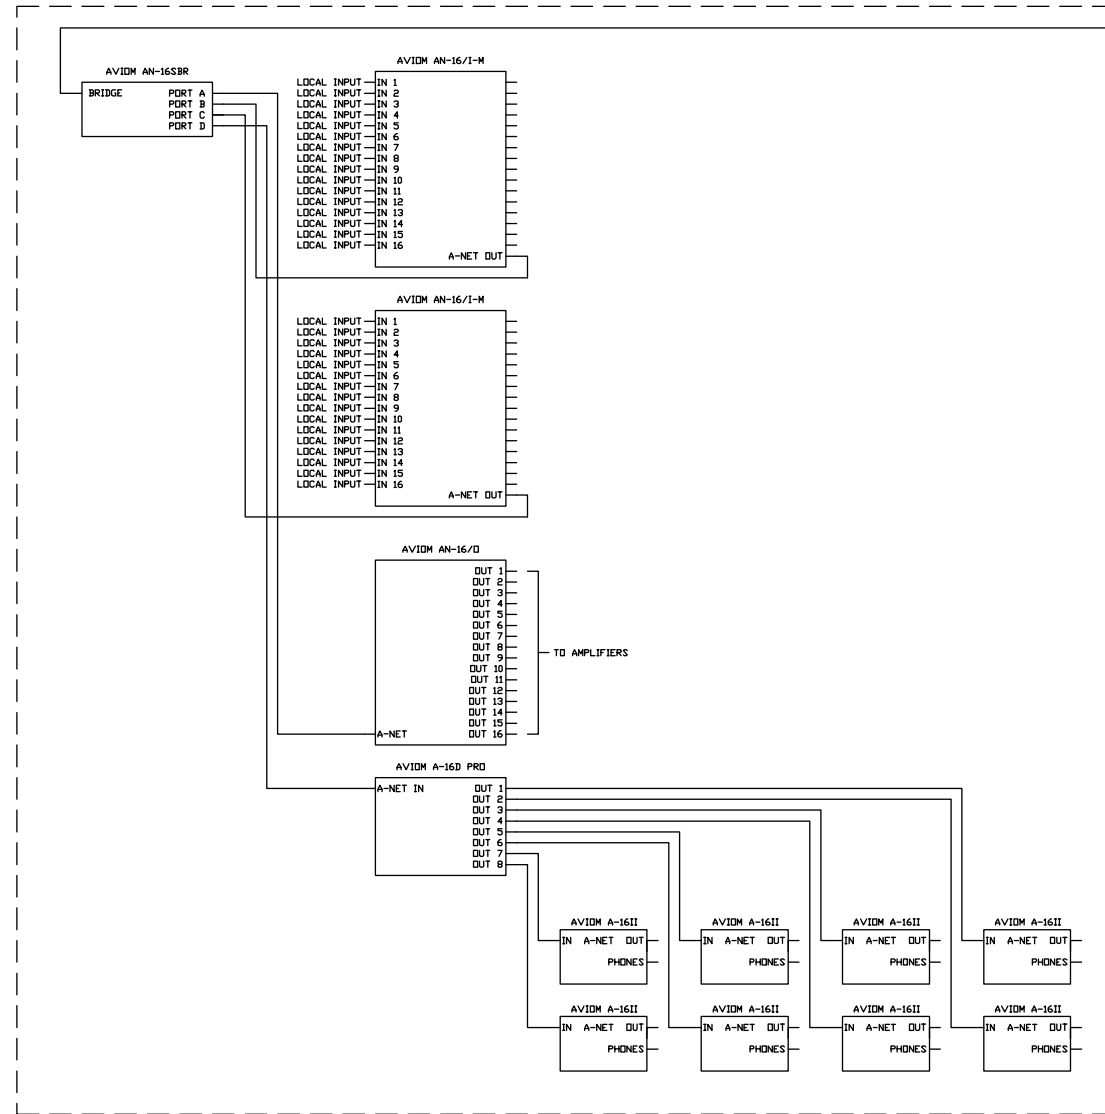 AVIOM AN-16SBR
BRIDGE PORT A
PORT B
PORT C
PORT D
AVIOM AN-16/I-M
LOCAL INPUT IN 1
LOCAL INPUT IN 2
LOCAL INPUT IN 3
LOCAL INPUT IN 4
LOCAL INPUT IN 5
LOCAL INPUT IN 6
LOCAL INPUT IN 7
LOCAL INPUT IN 8
LOCAL INPUT IN 9
LOCAL INPUT IN 10
LOCAL INPUT IN 11
LOCAL INPUT IN 12
LOCAL INPUT IN 13
LOCAL INPUT IN 14
LOCAL INPUT IN 15
LOCAL INPUT IN 16
A-NET OUT
AVIOM AN-16/I-M
LOCAL INPUT IN 1
LOCAL INPUT IN 2
LOCAL INPUT IN 3
LOCAL INPUT IN 4
LOCAL INPUT IN 5
LOCAL INPUT IN 6
LOCAL INPUT IN 7
LOCAL INPUT IN 8
LOCAL INPUT IN 9
LOCAL INPUT IN 10
LOCAL INPUT IN 11
LOCAL INPUT IN 12
LOCAL INPUT IN 13
LOCAL INPUT IN 14
LOCAL INPUT IN 15
LOCAL INPUT IN 16
A-NET OUT
AVIOM AN-16/O
OUT 1
OUT 2
OUT 3
OUT 4
OUT 5
OUT 6
OUT 7
OUT 8
OUT 9
OUT 10
OUT 11
OUT 12
OUT 13
OUT 14
OUT 15
A-NET OUT 16
TO AMPLIFIERS
AVIOM A-16D PRO
A-NET IN OUT 1
OUT 2
OUT 3
OUT 4
OUT 5
OUT 6
OUT 7
OUT 8
AVIOM A-16II AVIOM A-16II AVIOM A-16II AVIOM A-16II
IN A-NET OUT IN A-NET OUT IN A-NET OUT IN A-NET OUT
PHONES PHONES PHONES PHONES
AVIOM A-16II AVIOM A-16II AVIOM A-16II AVIOM A-16II
IN A-NET OUT IN A-NET OUT IN A-NET OUT IN A-NET OUT
PHONES PHONES PHONES PHONES